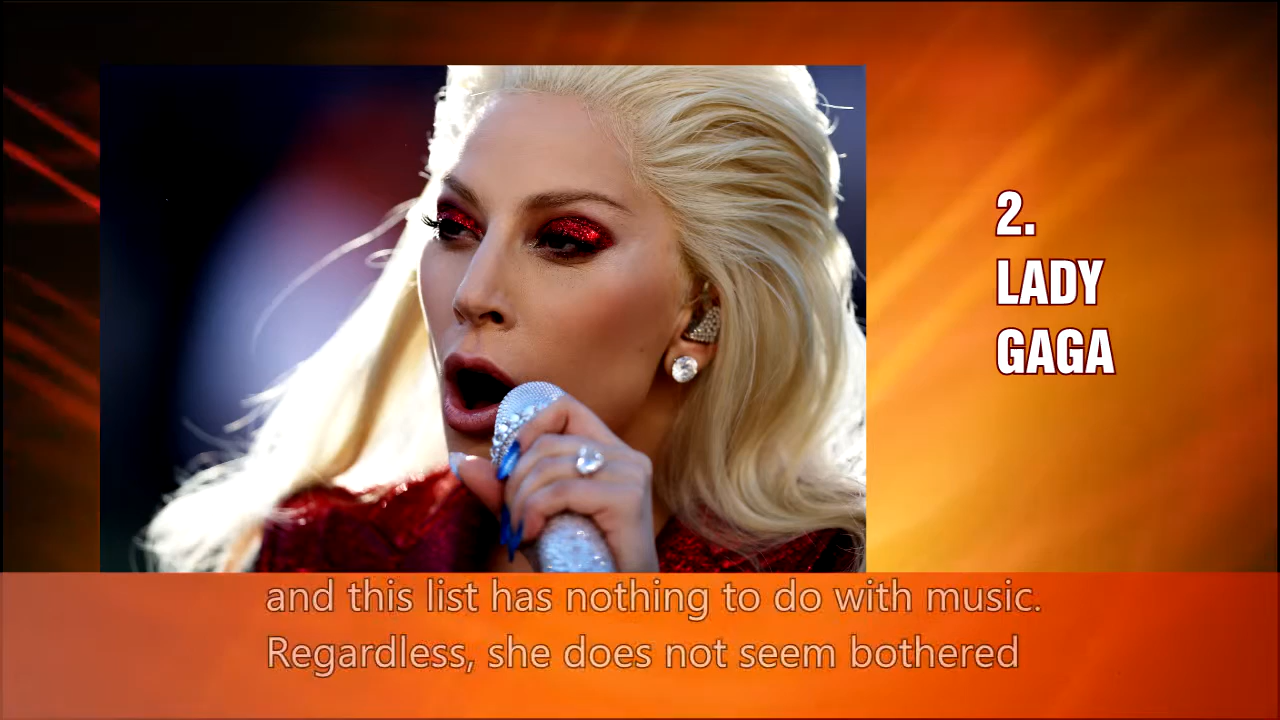 2.
LADY
GAGA
and this list has nothing to do with music.
Regardless, she does not seem bothered